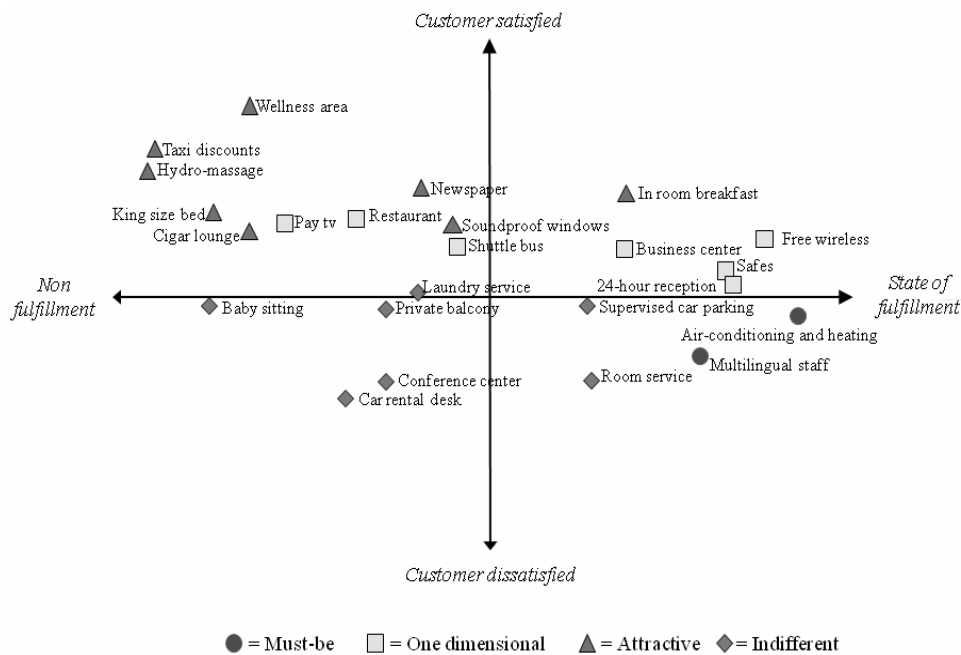 Customer satisfied
Wellness area
Taxi discounts
Hydro-massage
Newspaper
In room breakfast
King size bed
Restaurant
Pay tv
Soundproof windows
Cigar lounge
Free wireless
Shuttle bus
Business center
Safes
Non
fulfillment
Laundry service
24-hour reception
State of
fulfillment
Baby sitting
Private balcony
Supervised car parking
Air-conditioning and heating
Multilingual staff
Conference center
Room service
Car rental desk
Customer dissatisfied
= Must-be = One dimensional = Attractive = Indifferent